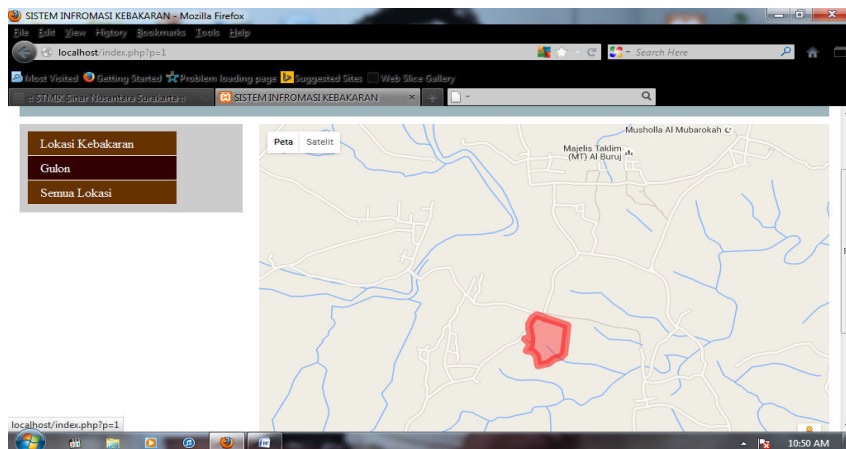 SISTEM INFROMASI KEBAKARAN - Mozilla Firefox
File Edit View History Bookmarks Tools Help
localhost/index.php?p=1
Search Here
Most Visited Getting Started Problem loading page Suggested Sites Web Slice Gallery
:: STMIK Sinar Nusantara Surakarta :: SISTEM INFROMASI KEBAKARAN
Lokasi Kebakaran
Gulon
Semua Lokasi
Peta Satelit
Musholla Al Mubarokah
Majelis Taklim
(MT) Al Buruj
localhost/index.php?p=1
10:50 AM